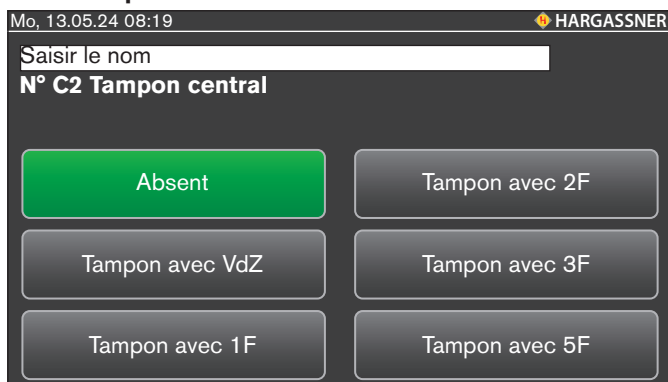 Mo, 13.05.24 08:19 HARGASSNER
Saisir le nom
N° C2 Tampon central
Absent Tampon avec 2F
Tampon avec VdZ Tampon avec 3F
Tampon avec 1F Tampon avec 5F